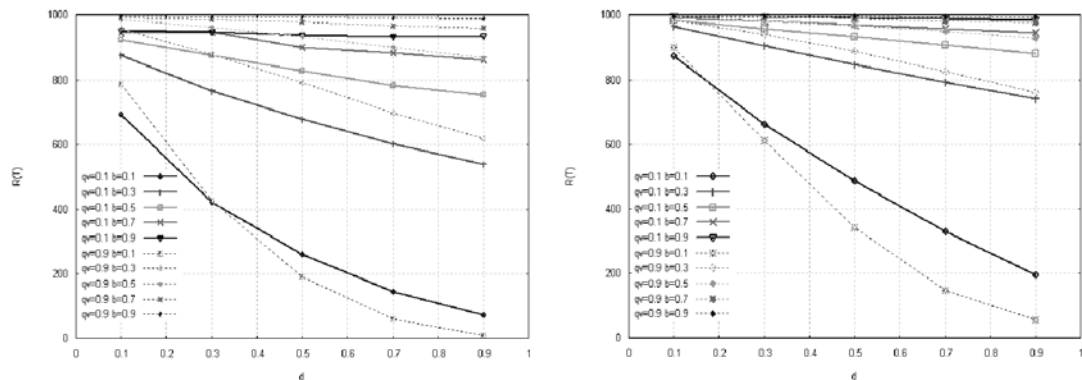 1000
800
600
400
200
0
R(T)
qv=0.1 b=0.1
qv=0.1 b=0.3
qv=0.1 b=0.5
qv=0.1 b=0.7
qv=0.1 b=0.9
qv=0.9 b=0.1
qv=0.9 b=0.3
qv=0.9 b=0.5
qv=0.9 b=0.7
qv=0.9 b=0.9
0 0.1 0.2 0.3 0.4 0.5 0.6 0.7 0.8 0.9 1
d
1000
800
600
400
200
0
R(T)
qv=0.1 b=0.1
qv=0.1 b=0.3
qv=0.1 b=0.5
qv=0.1 b=0.7
qv=0.1 b=0.9
qv=0.9 b=0.1
qv=0.9 b=0.3
qv=0.9 b=0.5
qv=0.9 b=0.7
qv=0.9 b=0.9
0 0.1 0.2 0.3 0.4 0.5 0.6 0.7 0.8 0.9 1
d